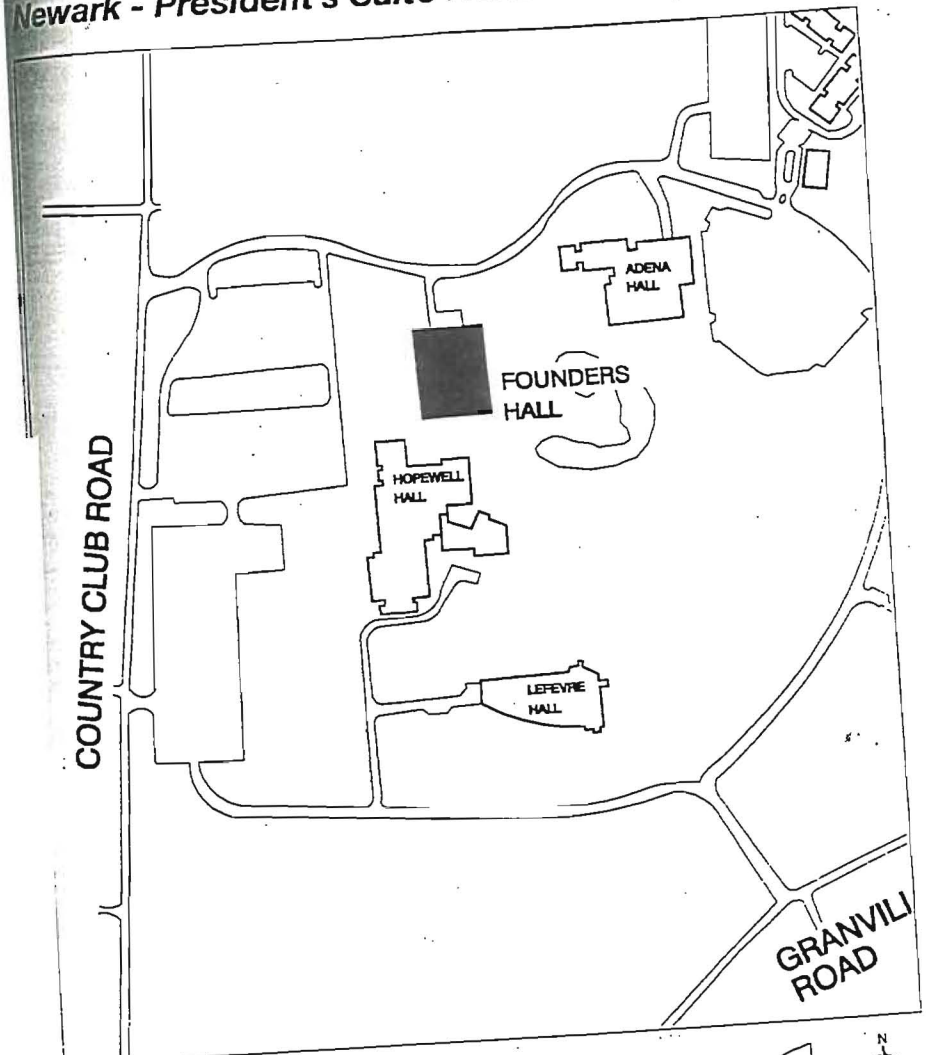 Newark - President's Suite
ADENA
HALL
FOUNDERS
HALL
HOPEWELL
HALL
COUNTRY CLUB ROAD
LEFEVRE
HALL
GRANVILL
ROAD
N